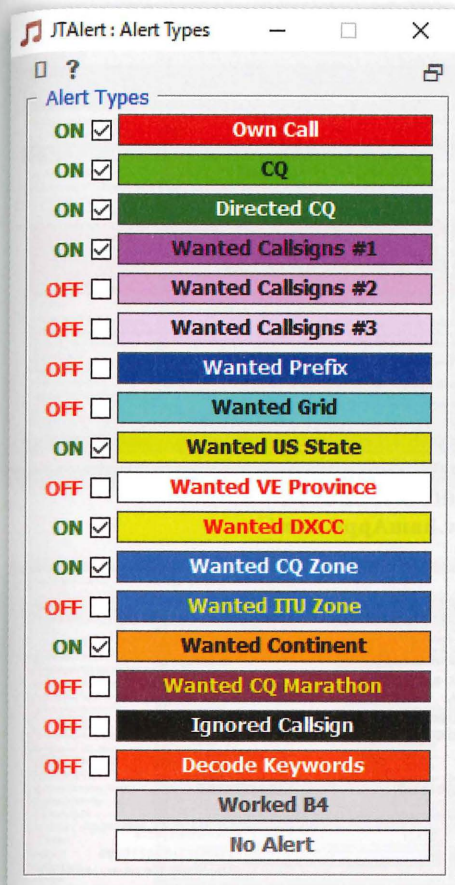 JTAlert : Alert Types
?
Alert Types
ON Own Call
ON CQ
ON Directed CQ
ON Wanted Callsigns #1
OFF Wanted Callsigns #2
OFF Wanted Callsigns #3
OFF Wanted Prefix
OFF Wanted Grid
ON Wanted US State
OFF Wanted VE Province
ON Wanted DXCC
ON Wanted CQ Zone
OFF Wanted ITU Zone
ON Wanted Continent
OFF Wanted CQ Marathon
OFF Ignored Callsign
OFF Decode Keywords
Worked B4
No Alert